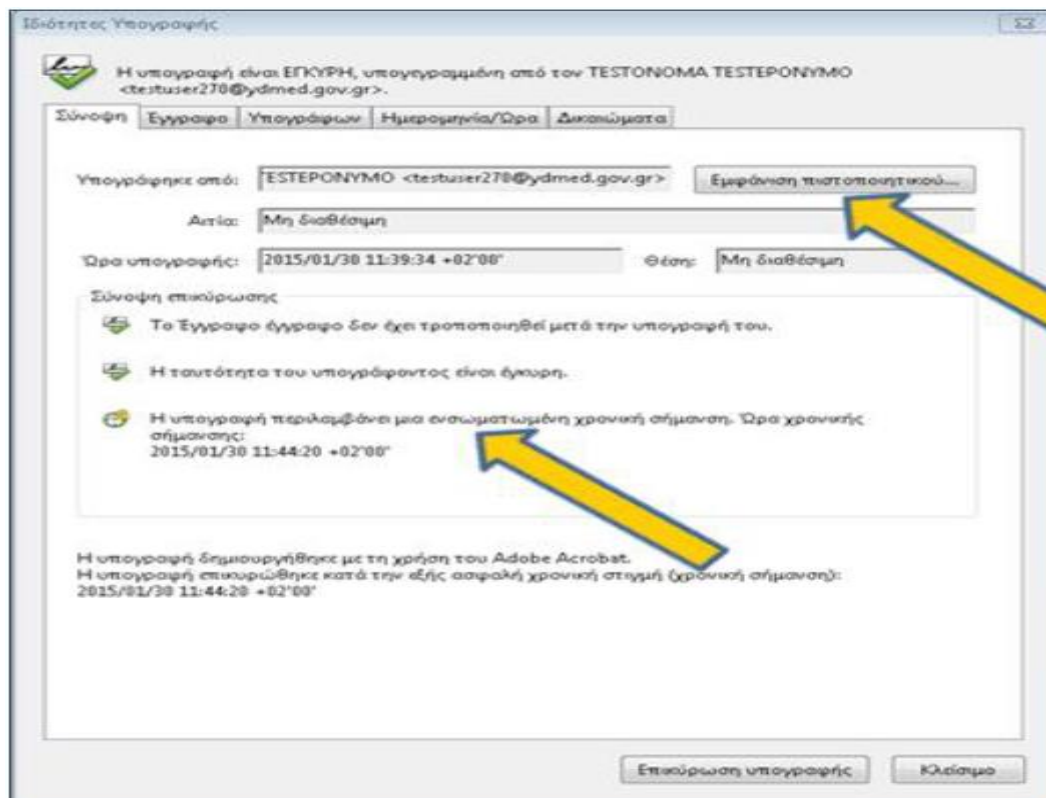 Ιδιότητες Υπογραφής
Η υπογραφή είναι ΕΓΚΥΡΗ, υπογεγραμμένη από τον TESTONOMA TESTEPONYMO
<testuser270@ydmed.gov.gr>.
Σύνοψη Έγγραφο Υπογράφων Ημερομηνία/Ώρα Δικαιώματα
Υπογράφηκε από: TESTEPONYMO <testuser270@ydmed.gov.gr> Εμφάνιση πιστοποιητικού...
Αιτία: Μη διαθέσιμη
Ώρα υπογραφής: 2015/01/30 11:39:34 +02'00' Θέση: Μη διαθέσιμη
Σύνοψη επικύρωσης
Το Έγγραφο έγγραφο δεν έχει τροποποιηθεί μετά την υπογραφή του.
Η ταυτότητα του υπογράφοντος είναι έγκυρη.
Η υπογραφή περιλαμβάνει μια ενσωματωμένη χρονική σήμανση. Ώρα χρονικής
σήμανσης:
2015/01/30 11:44:20 +02'00'
Η υπογραφή δημιουργήθηκε με τη χρήση του Adobe Acrobat.
Η υπογραφή επικυρώθηκε κατά την εξής ασφαλή χρονική στιγμή (χρονική σήμανση):
2015/01/30 11:44:20 +02'00'
Επικύρωση υπογραφής Κλείσιμο